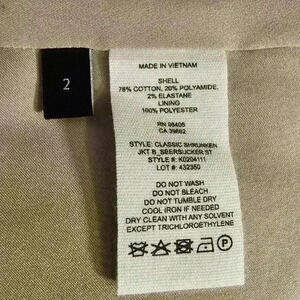 2
MADE IN VIETNAM
SHELL
78% COTTON, 20% POLYAMIDE,
2% ELASTANE
LINING
100% POLYESTER
RN 98406
CA 39882
STYLE: CLASSIC SHRUNKEN
JKT B_SEERSUCKER ST
STYLE #: K0204111
LOT #: 432350
DO NOT WASH
DO NOT BLEACH
DO NOT TUMBLE DRY
COOL IRON IF NEEDED
DRY CLEAN WITH ANY SOLVENT
EXCEPT TRICHLOROETHYLENE
P